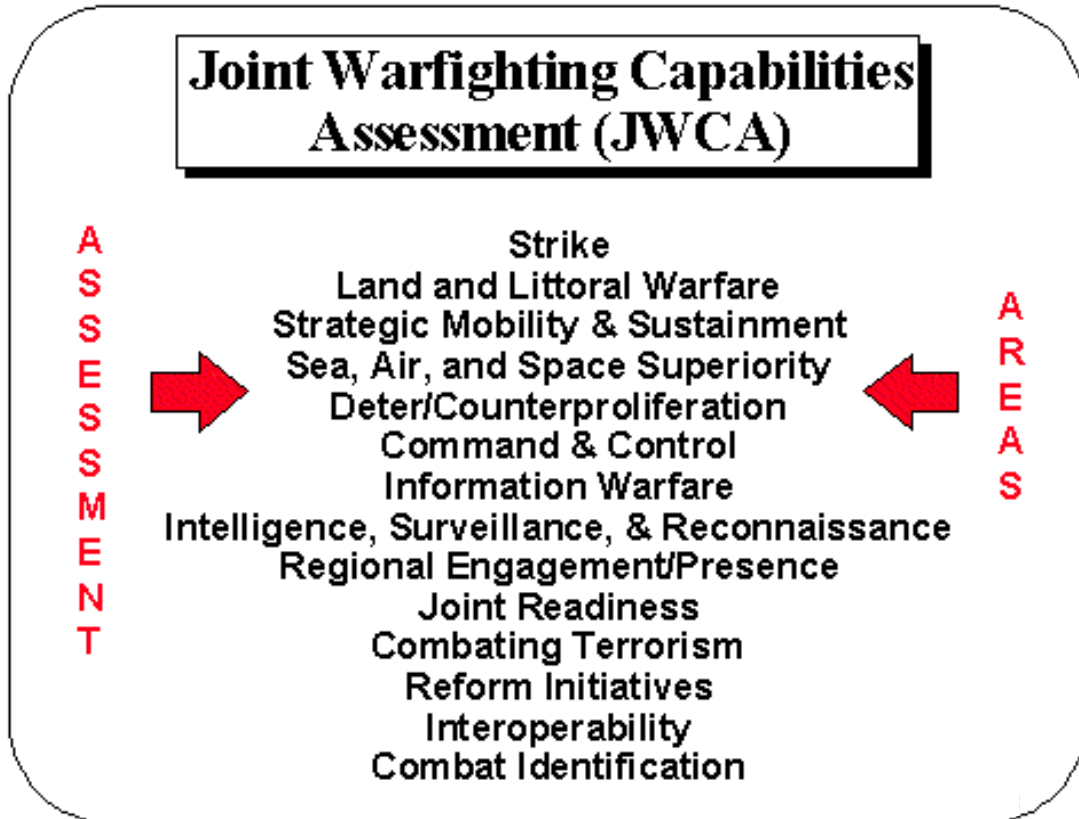 Joint Warfighting Capabilities
Assessment (JWCA)
ASSESSMENT
Strike
Land and Littoral Warfare
Strategic Mobility & Sustainment
Sea, Air, and Space Superiority
Deter/Counterproliferation
Command & Control
Information Warfare
Intelligence, Surveillance, & Reconnaissance
Regional Engagement/Presence
Joint Readiness
Combating Terrorism
Reform Initiatives
Interoperability
Combat Identification
AREAS